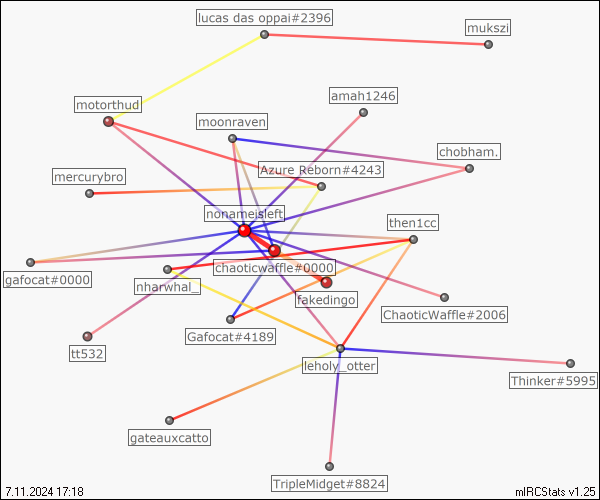 lucas das oppai#2396
mukszi
amah1246
motorthud
moonraven
chobham.
Azure Reborn#4243
mercurybro
nonameisleft
then1cc
chaoticwaffle#0000
gafocat#0000
nharwhal_
fakedingo
ChaoticWaffle#2006
Gafocat#4189
tt532
leholy_otter
Thinker#5995
gateauxcatto
TripleMidget#8824
7.11.2024 17:18
mIRCStats v1.25